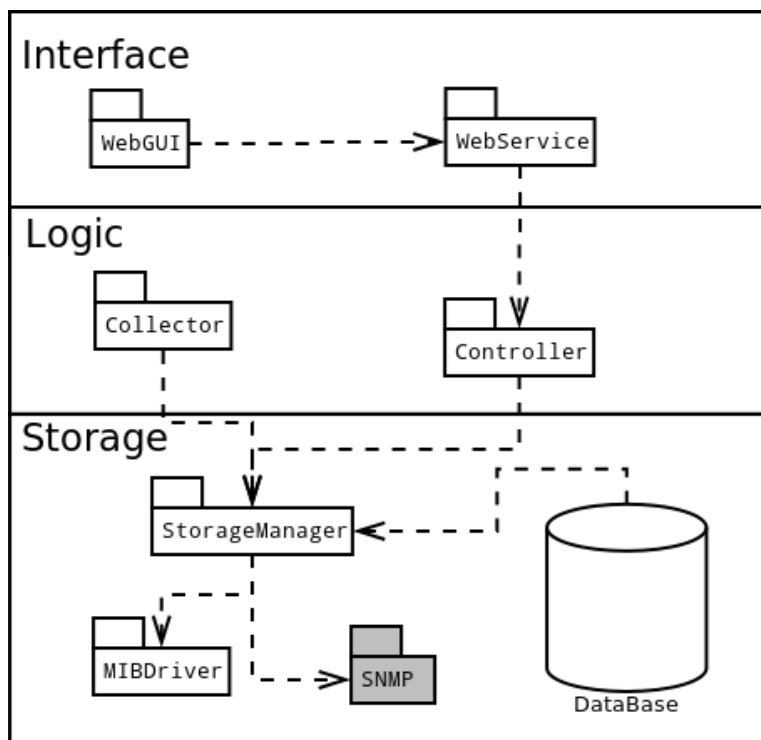 Interface
WebGUI
WebService
Logic
Collector
Controller
Storage
StorageManager
MIBDriver
SNMP
DataBase